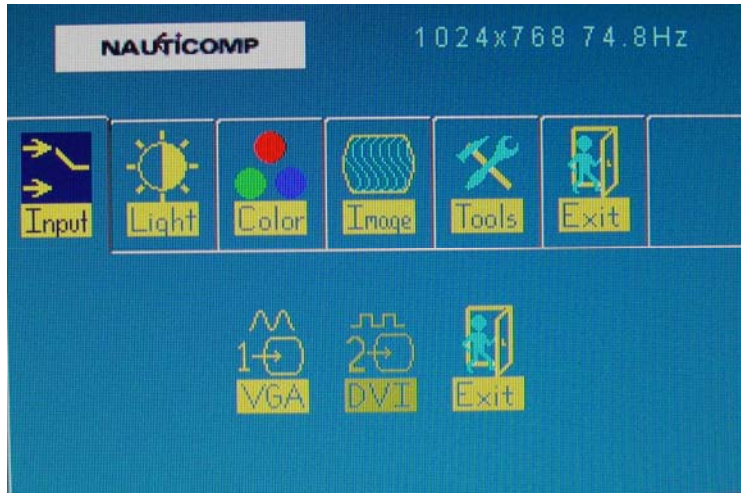 NAUTICOMP 1024x768 74.8Hz
Input Light Color Image Tools Exit
1 2
VGA DVI Exit